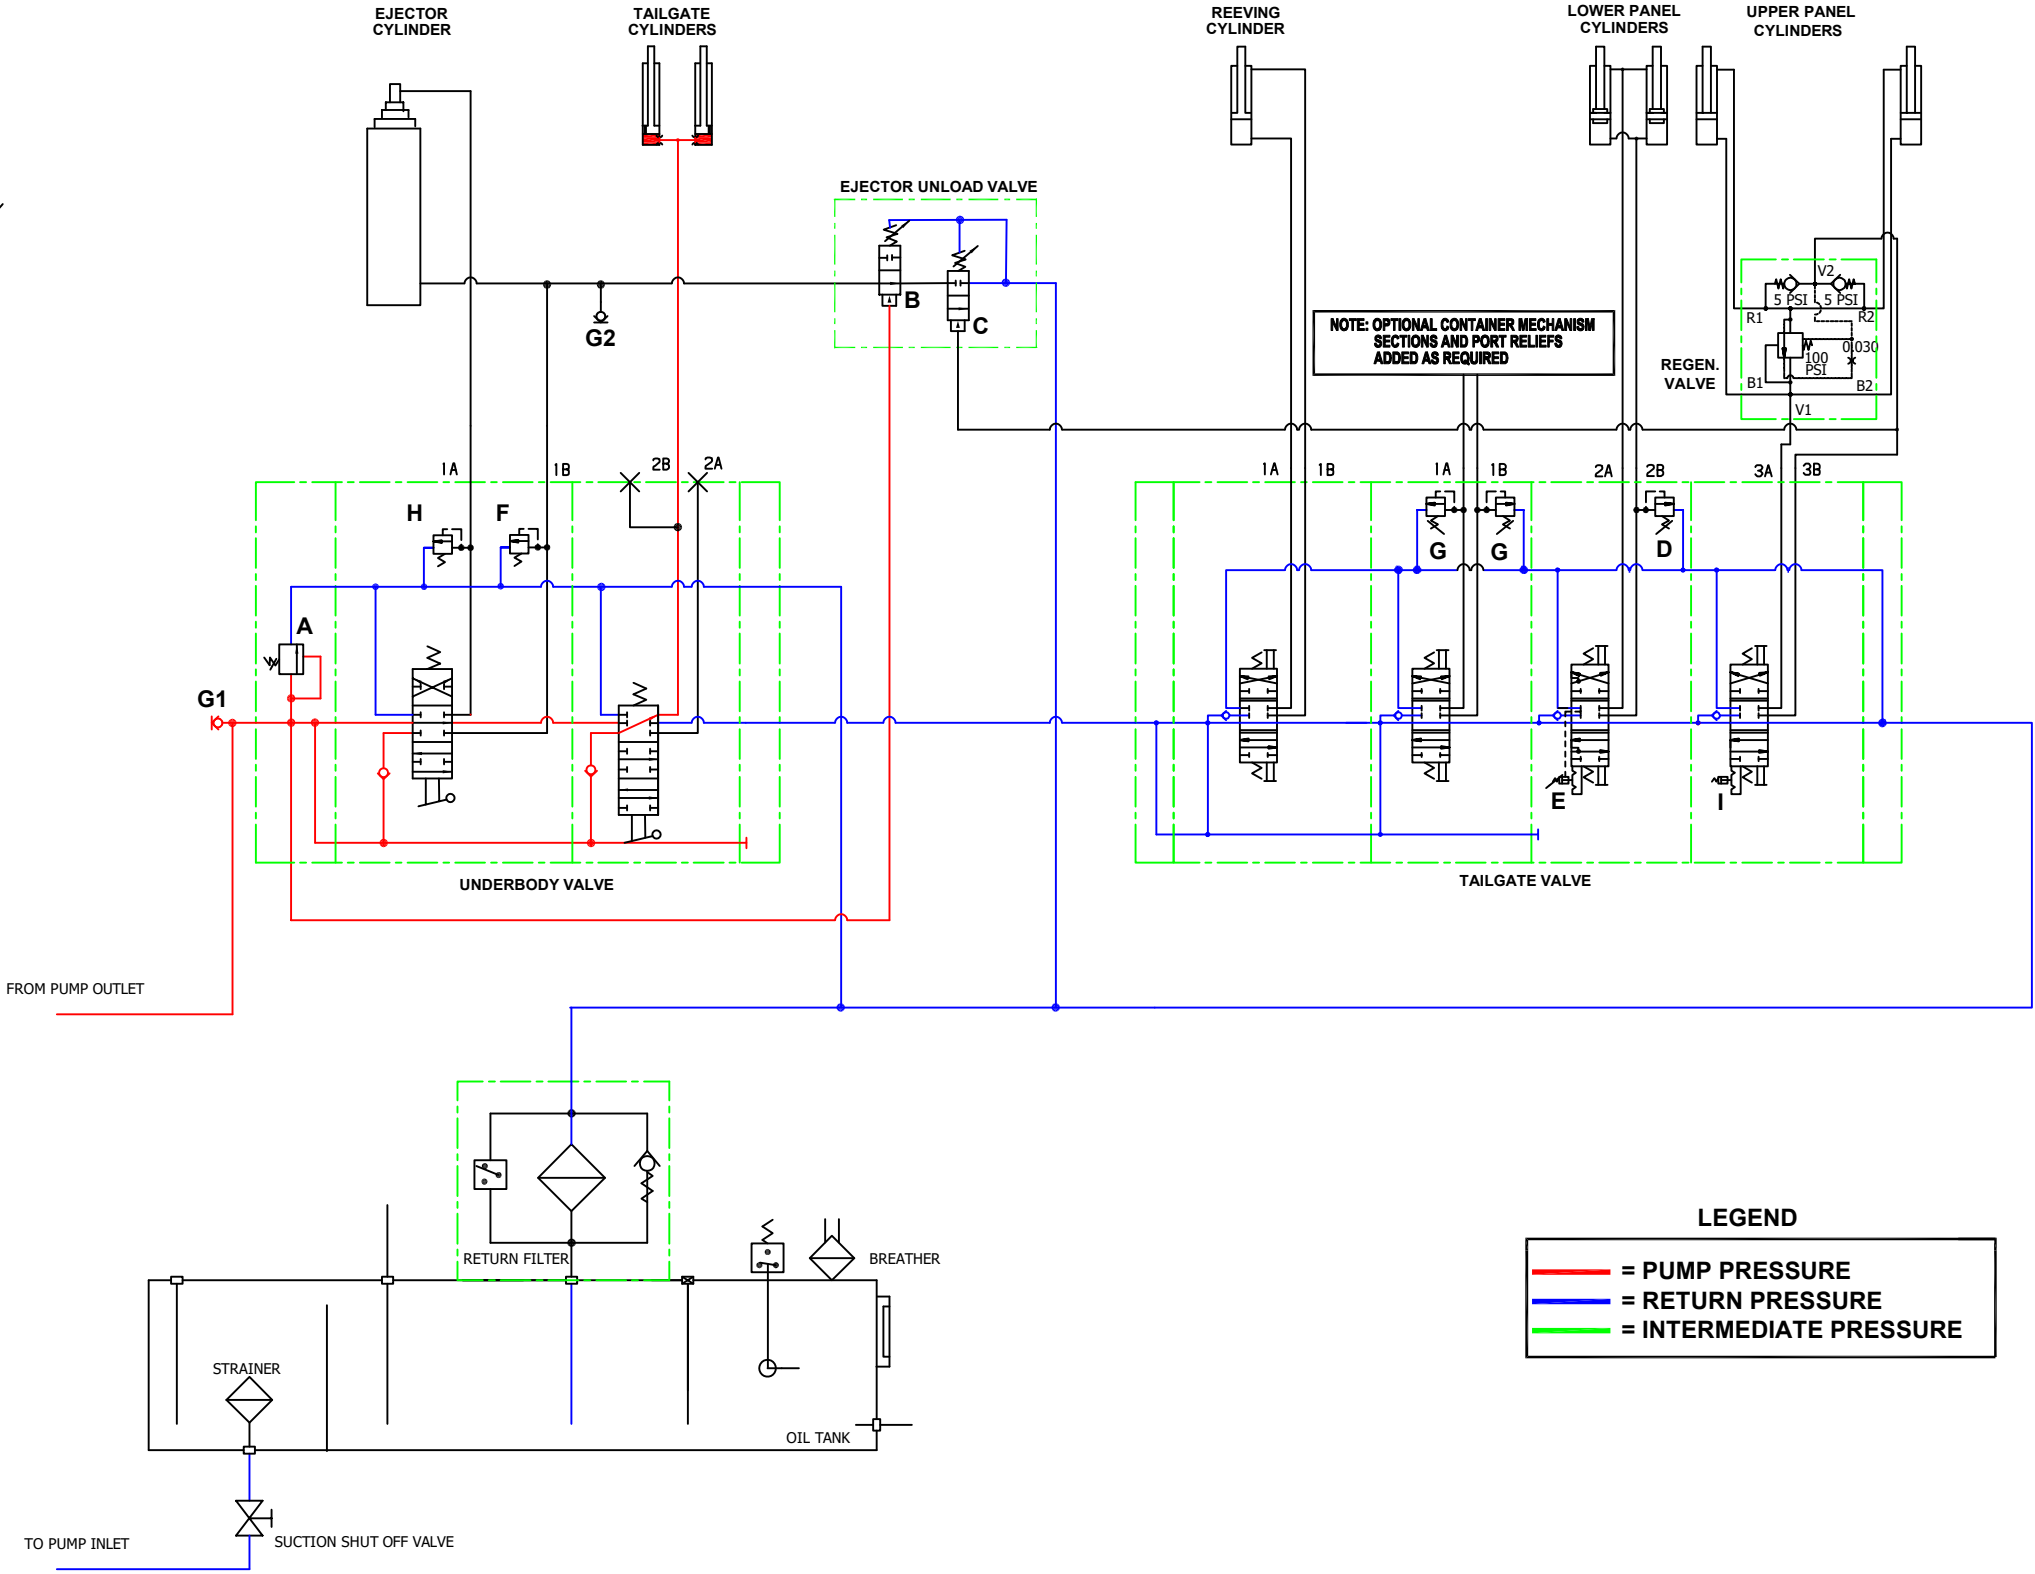 EJECTOR
CYLINDER
TAILGATE
CYLINDERS
REEVING
CYLINDER
LOWER PANEL
CYLINDERS
UPPER PANEL
CYLINDERS
EJECTOR UNLOAD VALVE
B
C
G2
NOTE: OPTIONAL CONTAINER MECHANISM
SECTIONS AND PORT RELIEFS
ADDED AS REQUIRED
V2
5 PSI
5 PSI
R1
R2
0.030
100
PSI
REGEN.
VALVE
B1
B2
V1
1A
1B
2B
2A
1A
1B
1A
1B
2A
2B
3A
3B
H
F
G
G
D
A
G1
E
I
UNDERBODY VALVE
TAILGATE VALVE
FROM PUMP OUTLET
RETURN FILTER
BREATHER
STRAINER
OIL TANK
TO PUMP INLET
SUCTION SHUT OFF VALVE
LEGEND
= PUMP PRESSURE
= RETURN PRESSURE
= INTERMEDIATE PRESSURE